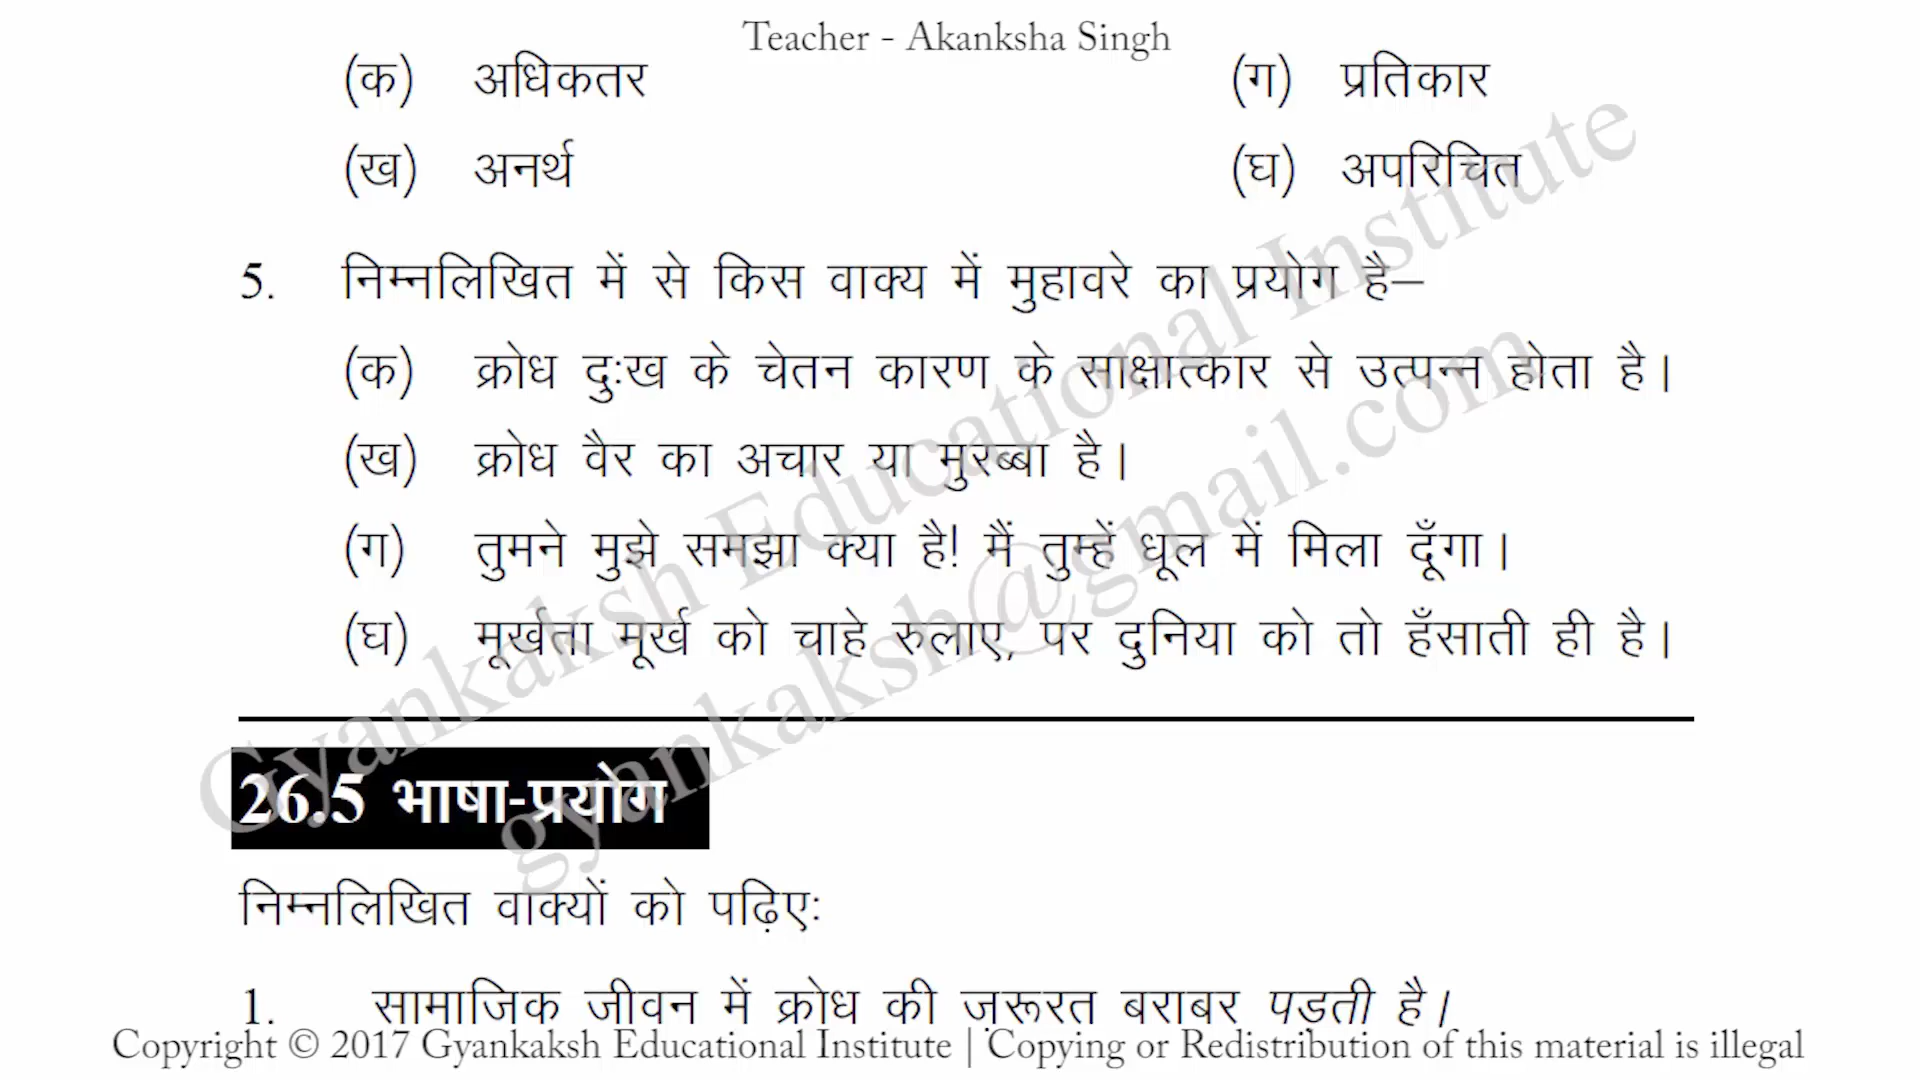 Teacher - Akanksha Singh
(क) अधिकतर (ग) प्रतिकार
(ख) अनर्थ (घ) अपरिचित
5. निम्नलिखित में से किस वाक्य में मुहावरे का प्रयोग है–
(क) क्रोध दुःख के चेतन कारण के साक्षात्कार से उत्पन्न होता है।
(ख) क्रोध वैर का अचार या मुरब्बा है।
(ग) तुमने मुझे समझा क्या है! मैं तुम्हें धूल में मिला दूँगा।
(घ) मूर्खता मूर्ख को चाहे रुलाए, पर दुनिया को तो हँसाती ही है।
Gyankaksh Educational Institute
gyankaksh@gmail.com
26.5 भाषा-प्रयोग
निम्नलिखित वाक्यों को पढ़िएः
1. सामाजिक जीवन में क्रोध की ज़रूरत बराबर पड़ती है।
Copyright © 2017 Gyankaksh Educational Institute | Copying or Redistribution of this material is illegal